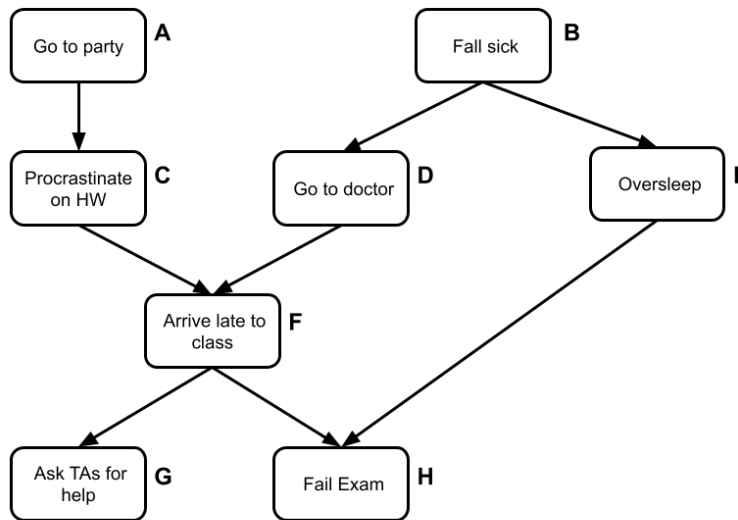 Go to party
A
Fall sick
B
Procrastinate
on HW
C
Go to doctor
D
Oversleep
Arrive late to
class
F
Ask TAs for
help
G
Fail Exam
H